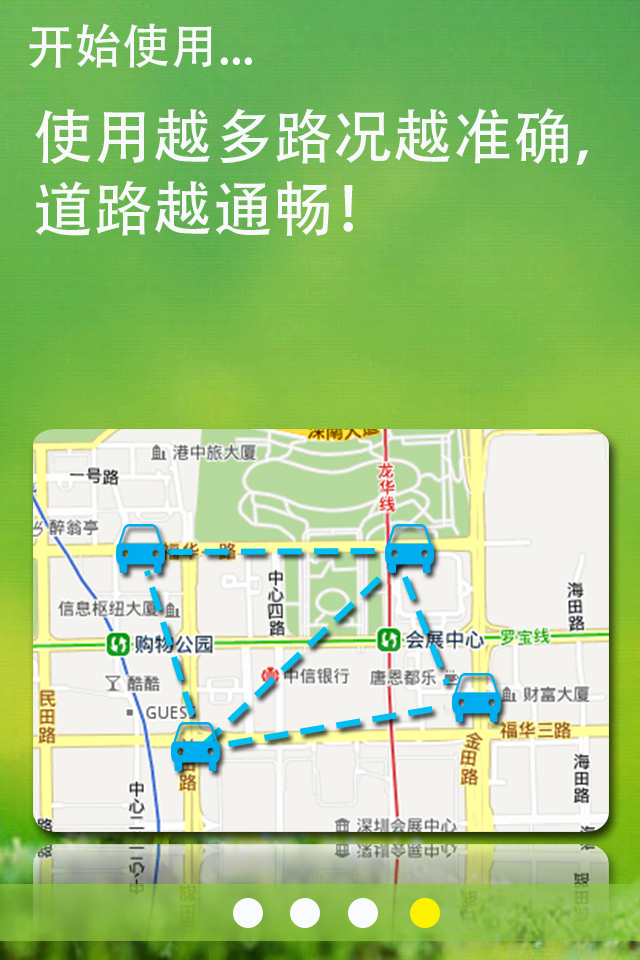 开始使用...
使用越多路况越准确,
道路越通畅!
深南大道
港中旅大厦
一号路
龙华线
醉翁亭
福华一路
中心四路
海田路
信息枢纽大厦
购物公园
会展中心
罗宝线
中信银行
唐恩都乐
酷酷
GUES
财富大厦
民田路
福华三路
金田路
海田路
中心二
深圳会展中心